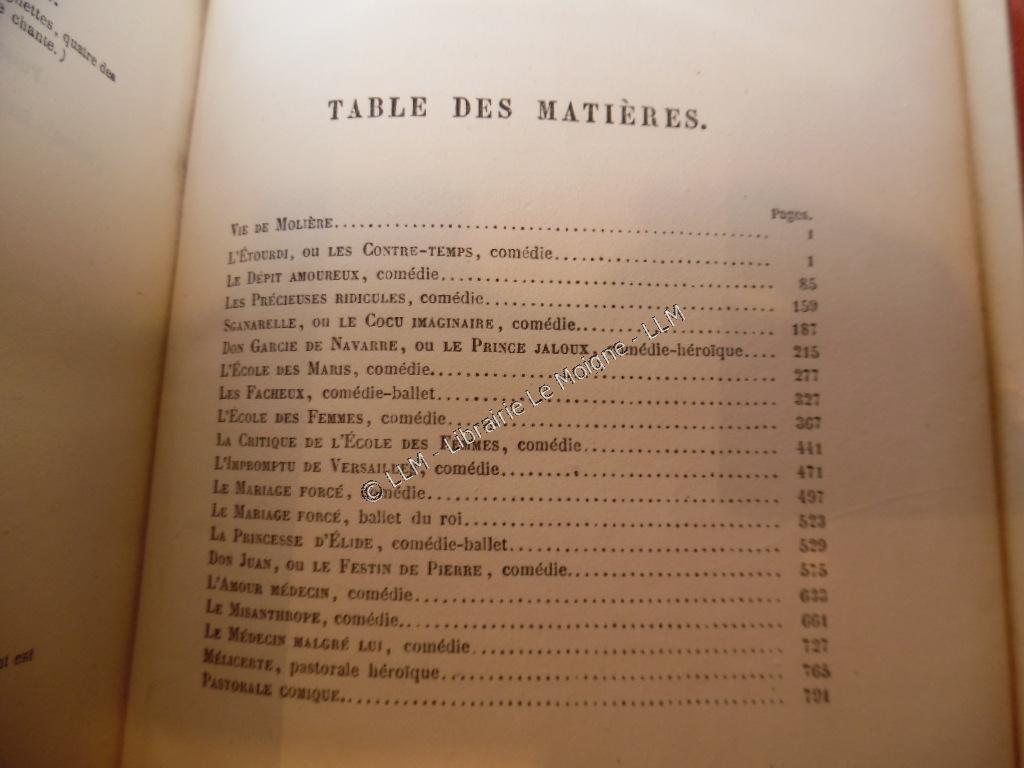 ghettes, quatre des
chante.)
TABLE DES MATIÈRES.
Pages.
VIE DE MOLIÈRE 1
L'ÉTOURDI, OU LES CONTRE-TEMPS, comédie 1
LE DÉPIT AMOUREUX, comédie 85
LES PRÉCIEUSES RIDICULES, comédie 159
SGANARELLE, OU LE COCU IMAGINAIRE, comédie 187
DON GARCIE DE NAVARRE, OU LE PRINCE JALOUX, comédie-héroïque 215
L'ÉCOLE DES MARIS, comédie 277
LES FACHEUX, comédie-ballet 327
L'ÉCOLE DES FEMMES, comédie 367
LA CRITIQUE DE L'ÉCOLE DES FEMMES, comédie 441
L'IMPROMPTU DE VERSAILLES, comédie 471
LE MARIAGE FORCÉ, comédie 497
LE MARIAGE FORCÉ, ballet du roi 523
LA PRINCESSE D'ÉLIDE, comédie-ballet 529
DON JUAN, OU LE FESTIN DE PIERRE, comédie 575
L'AMOUR MÉDECIN, comédie 633
LE MISANTHROPE, comédie 661
LE MÉDECIN MALGRÉ LUI, comédie 727
MÉLICERTE, pastorale héroïque 765
PASTORALE COMIQUE 791
est
© LLM - Librairie Le Moigne - LLM